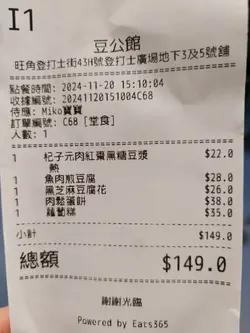 I1
豆公館
旺角登打士街43H號登打士廣場地下3及5號舖
點餐時間: 2024-11-20 15:10:04
收據編號: 20241120151004C68
侍應: Miko寶寶
訂單編號: C68 [堂食]
人數: 1
1 杞子元肉紅棗黑糖豆漿 $22.0
熱
1 魚肉煎豆腐 $28.0
1 黑芝麻豆腐花 $26.0
1 肉鬆蛋餅 $38.0
1 蘿蔔糕 $35.0
小計 $149.0
總額 $149.0
謝謝光臨
Powered by Eats365